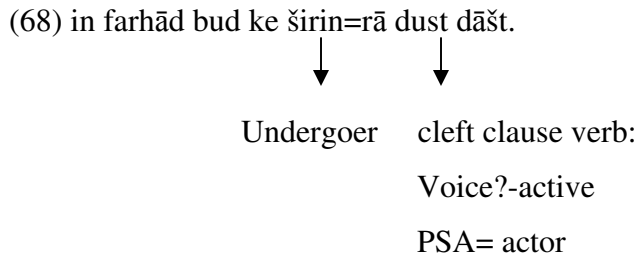 (68) in farhād bud ke širin=rā dust dāšt.
Undergoer cleft clause verb:
Voice?-active
PSA= actor